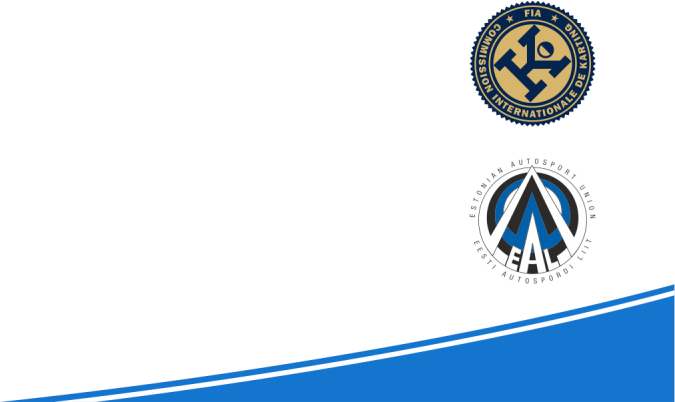 FIA
COMMISSION INTERNATIONALE DE KARTING
K
ESTONIAN AUTOSPORT UNION
EAL
EESTI AUTOSPORDI LIIT